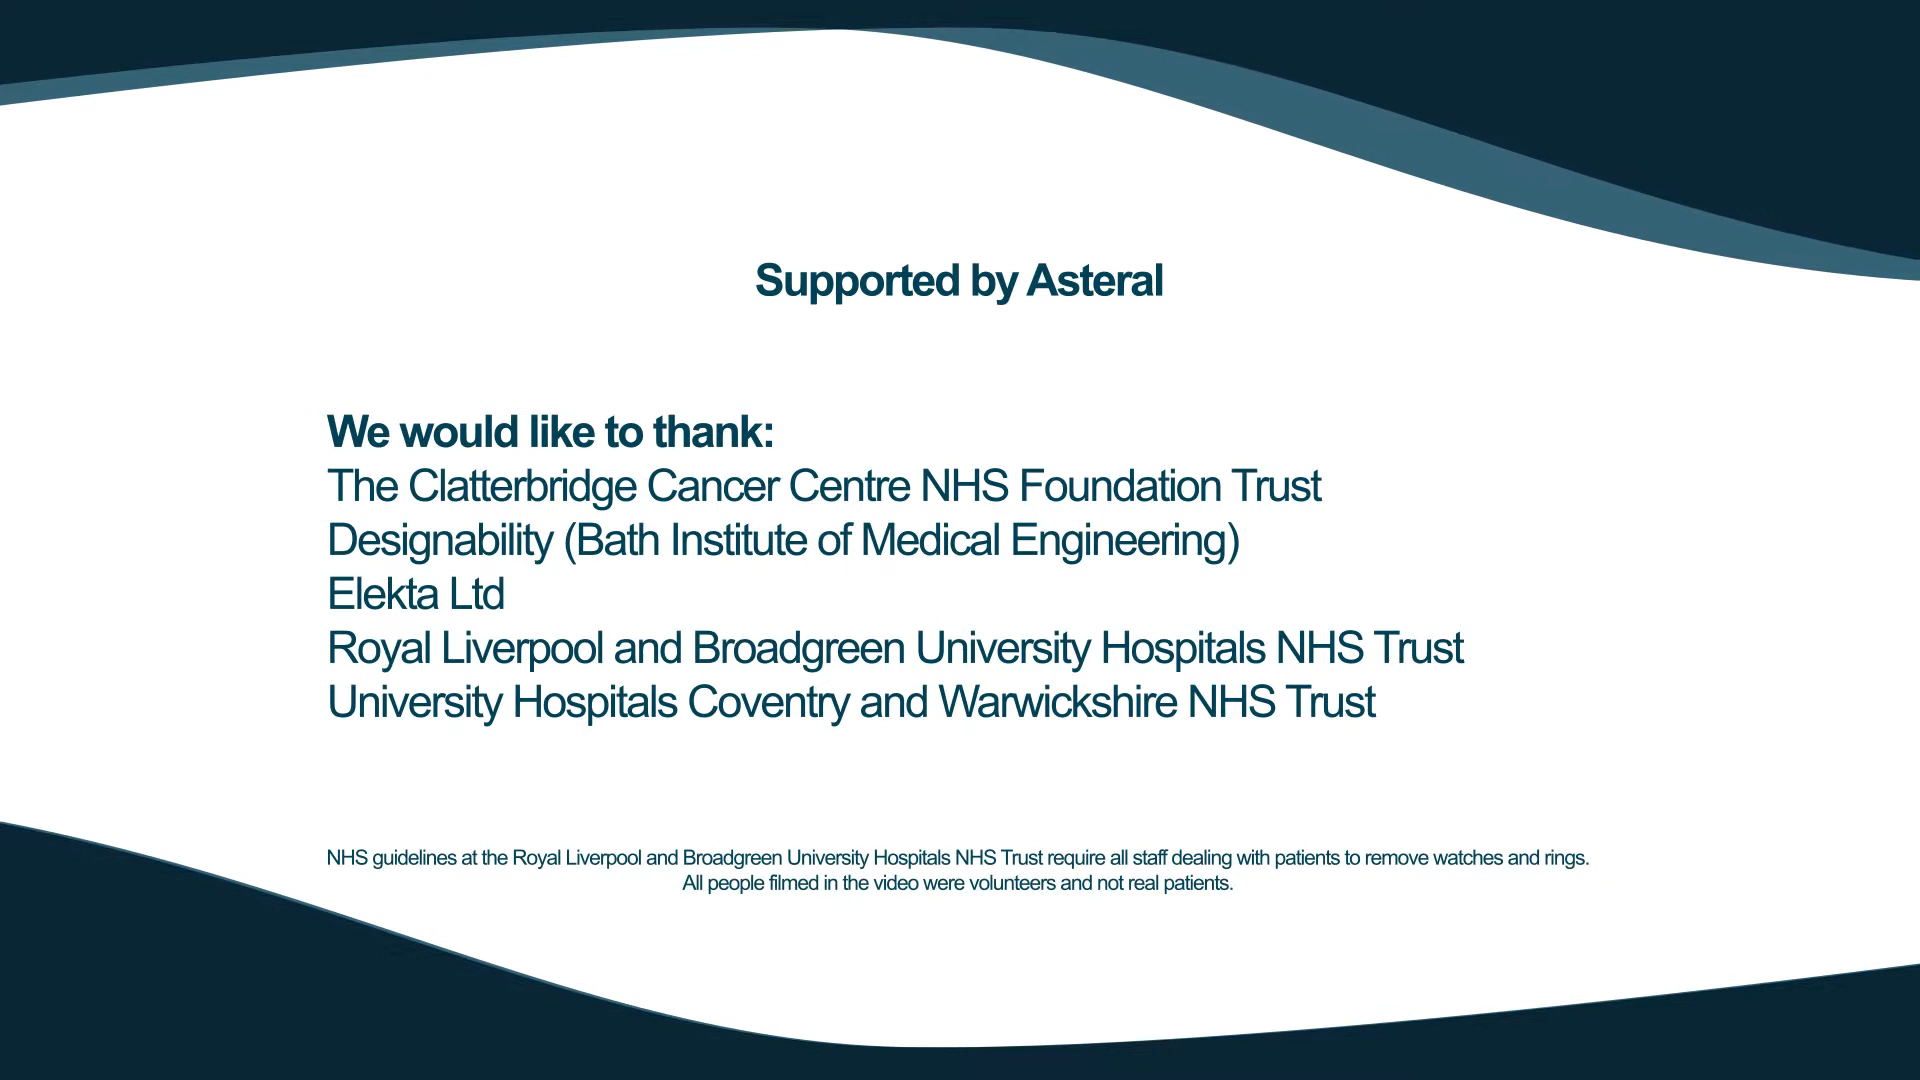 Supported by Asteral
We would like to thank:
The Clatterbridge Cancer Centre NHS Foundation Trust
Designability (Bath Institute of Medical Engineering)
Elekta Ltd
Royal Liverpool and Broadgreen University Hospitals NHS Trust
University Hospitals Coventry and Warwickshire NHS Trust
NHS guidelines at the Royal Liverpool and Broadgreen University Hospitals NHS Trust require all staff dealing with patients to remove watches and rings.
All people filmed in the video were volunteers and not real patients.